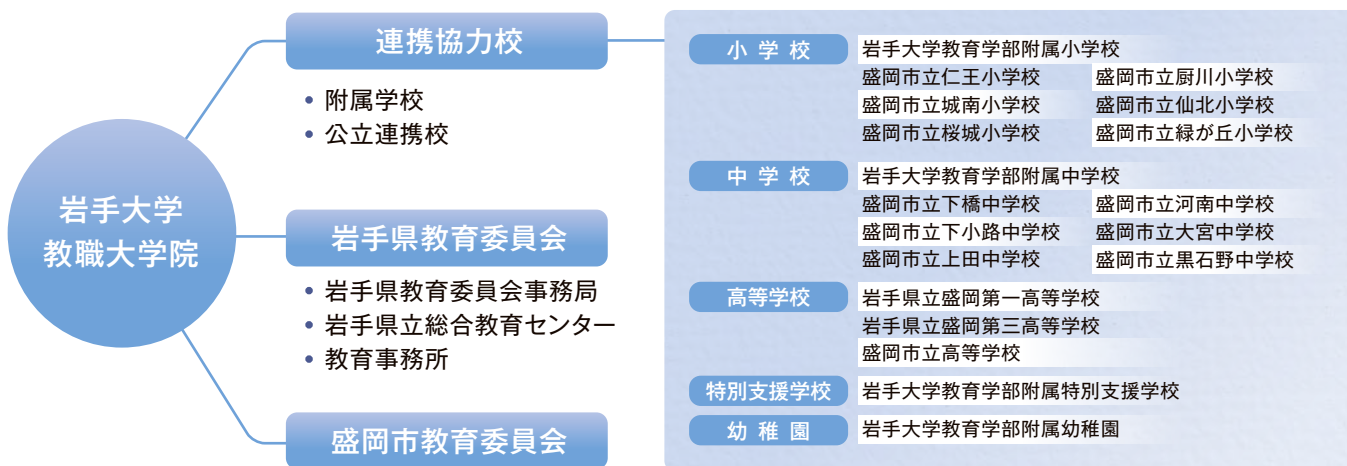 岩手大学
教職大学院
連携協力校
• 附属学校
• 公立連携校
岩手県教育委員会
• 岩手県教育委員会事務局
• 岩手県立総合教育センター
• 教育事務所
盛岡市教育委員会
小学校
岩手大学教育学部附属小学校
盛岡市立仁王小学校 盛岡市立厨川小学校
盛岡市立城南小学校 盛岡市立仙北小学校
盛岡市立桜城小学校 盛岡市立緑が丘小学校
中学校
岩手大学教育学部附属中学校
盛岡市立下橋中学校 盛岡市立河南中学校
盛岡市立下小路中学校 盛岡市立大宮中学校
盛岡市立上田中学校 盛岡市立黒石野中学校
高等学校
岩手県立盛岡第一高等学校
岩手県立盛岡第三高等学校
盛岡市立高等学校
特別支援学校
岩手大学教育学部附属特別支援学校
幼稚園
岩手大学教育学部附属幼稚園